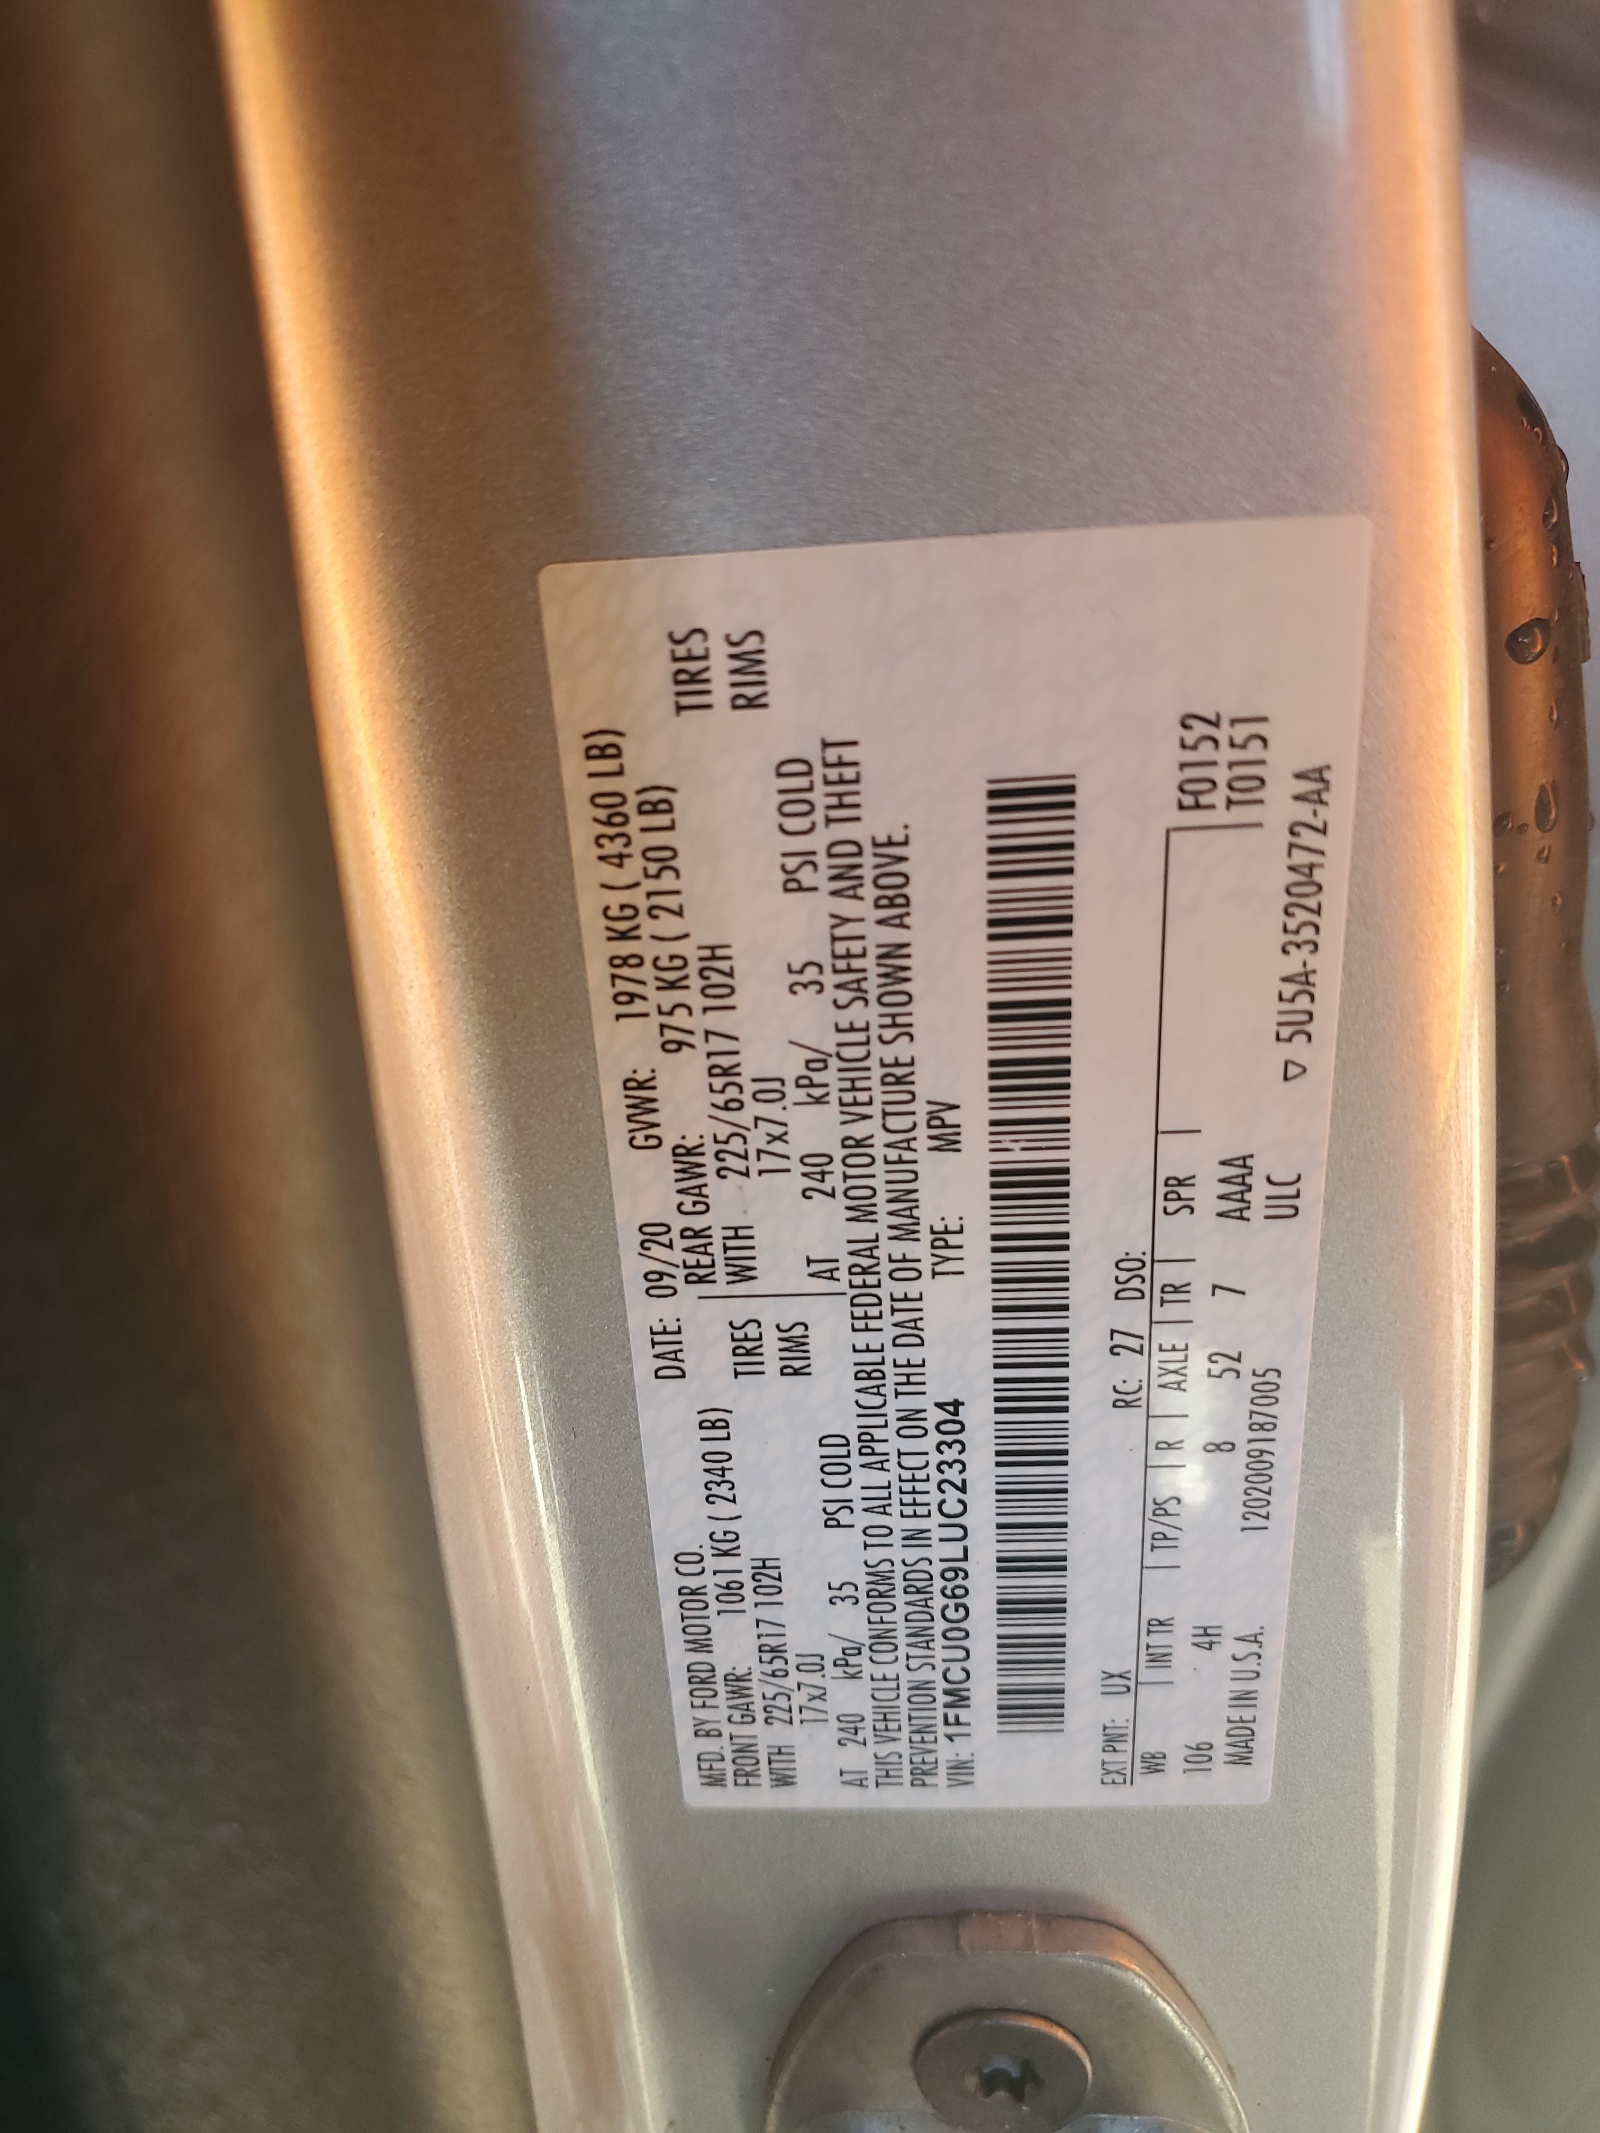 MFD. BY FORD MOTOR CO. DATE: 09/20 GVWR: 1978 KG ( 4360 LB)
FRONT GAWR: 1061 KG ( 2340 LB) REAR GAWR: 975 KG ( 2150 LB)
WITH 225/65R17 102H TIRES WITH 225/65R17 102H TIRES
17x7.0J RIMS 17x7.0J RIMS
AT 240 kPa/ 35 PSI COLD AT 240 kPa/ 35 PSI COLD
THIS VEHICLE CONFORMS TO ALL APPLICABLE FEDERAL MOTOR VEHICLE SAFETY AND THEFT
PREVENTION STANDARDS IN EFFECT ON THE DATE OF MANUFACTURE SHOWN ABOVE.
VIN: 1FMCU0G69LUC23304 TYPE: MPV
EXT PNT: UX RC: 27 DSO:
WB | INT TR | TP/PS | R | AXLE | TR | SPR | F0152
106 4H 8 52 7 AAAA T0151
MADE IN U.S.A. 1202009187005 ULC
▽ 5U5A-3520472-AA